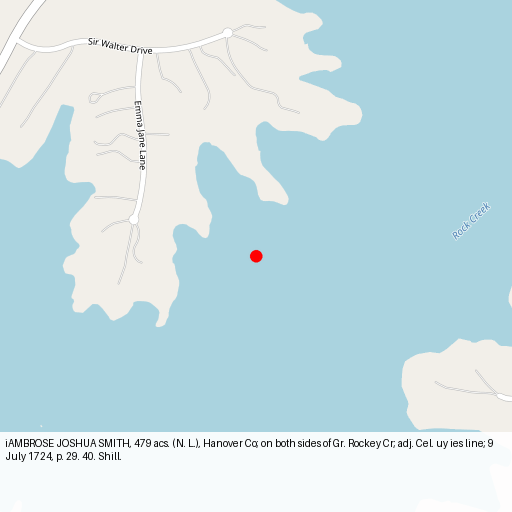 Sir Walter Drive
Emma Jane Lane
Rock Creek
iAMBROSE JOSHUA SMITH, 479 acs. (N. L.), Hanover Co; on both sides of Gr. Rockey Cr; adj. Cel. uy ies line; 9
July 1724, p. 29. 40. Shill.